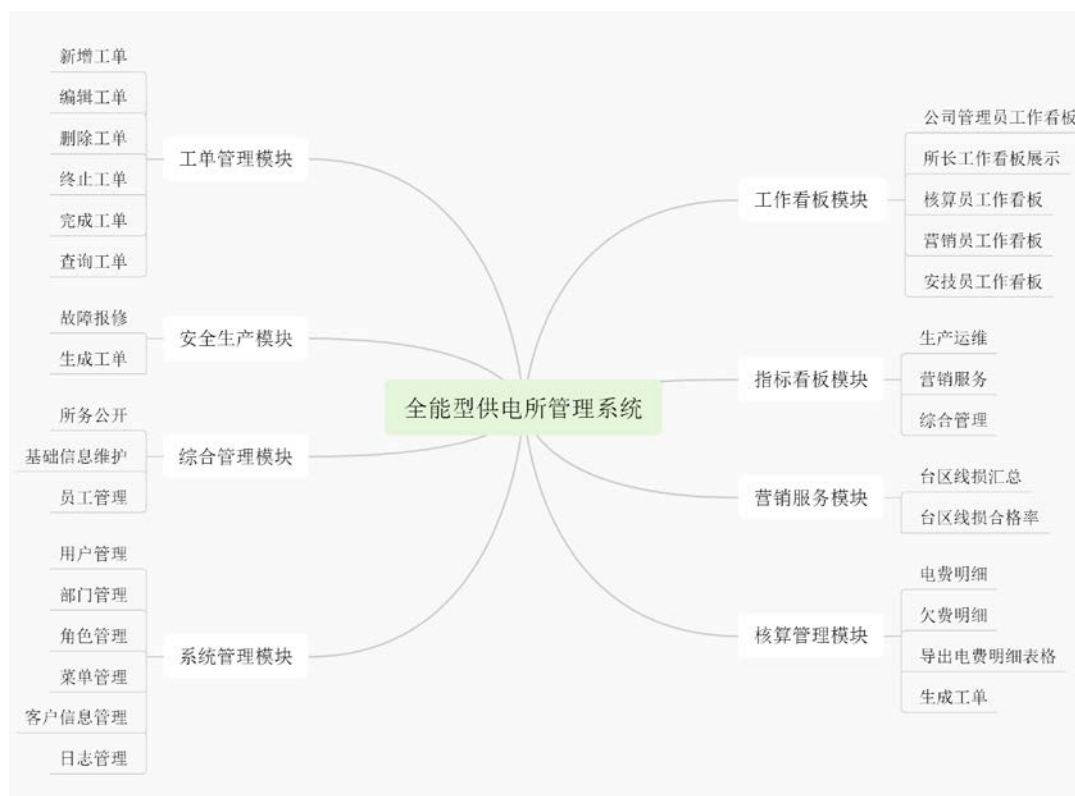 全能型供电所管理系统
工单管理模块
新增工单
编辑工单
删除工单
终止工单
完成工单
查询工单
安全生产模块
故障报修
生成工单
综合管理模块
所务公开
基础信息维护
员工管理
系统管理模块
用户管理
部门管理
角色管理
菜单管理
客户信息管理
日志管理
工作看板模块
公司管理员工作看板
所长工作看板展示
核算员工作看板
营销员工作看板
安技员工作看板
指标看板模块
生产运维
营销服务
综合管理
营销服务模块
台区线损汇总
台区线损合格率
核算管理模块
电费明细
欠费明细
导出电费明细表格
生成工单